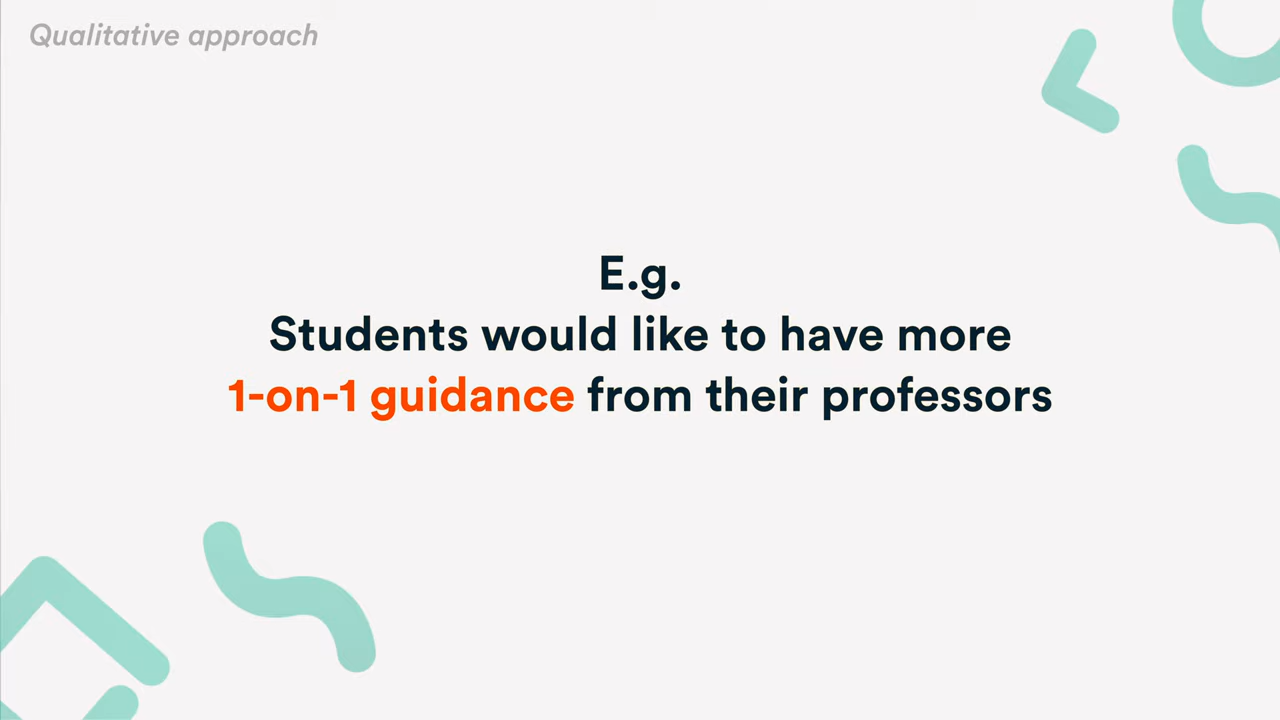 Qualitative approach
E.g.
Students would like to have more
1-on-1 guidance from their professors